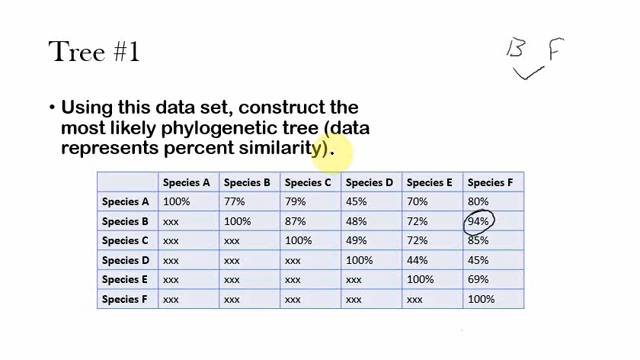 Tree #1
B F
• Using this data set, construct the
most likely phylogenetic tree (data
represents percent similarity).
Species A Species B Species C Species D Species E Species F
Species A 100% 77% 79% 45% 70% 80%
Species B xxx 100% 87% 48% 72% 94%
Species C xxx xxx 100% 49% 72% 85%
Species D xxx xxx xxx 100% 44% 45%
Species E xxx xxx xxx xxx 100% 69%
Species F xxx xxx xxx xxx xxx 100%